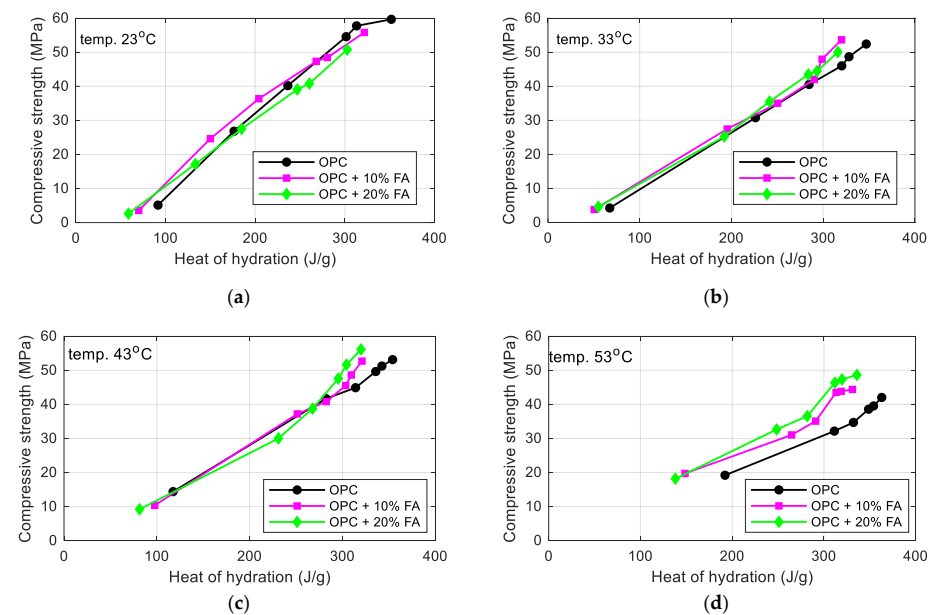 60
50
40
30
20
10
0
Compressive strength (MPa)
temp. 23°C
OPC
OPC + 10% FA
OPC + 20% FA
0 100 200 300 400
Heat of hydration (J/g)
(a)
60
50
40
30
20
10
0
Compressive strength (MPa)
temp. 33°C
OPC
OPC + 10% FA
OPC + 20% FA
0 100 200 300 400
Heat of hydration (J/g)
(b)
60
50
40
30
20
10
0
Compressive strength (MPa)
temp. 43°C
OPC
OPC + 10% FA
OPC + 20% FA
0 100 200 300 400
Heat of hydration (J/g)
(c)
60
50
40
30
20
10
0
Compressive strength (MPa)
temp. 53°C
OPC
OPC + 10% FA
OPC + 20% FA
0 100 200 300 400
Heat of hydration (J/g)
(d)